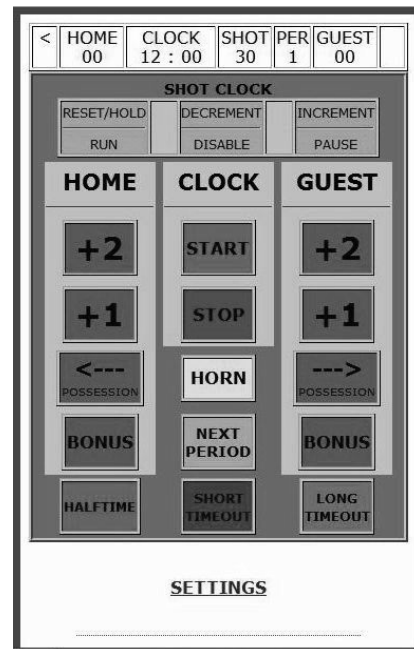 < HOME CLOCK SHOT PER GUEST
00 12 : 00 30 1 00
SHOT CLOCK
RESET/HOLD DECREMENT INCREMENT
RUN DISABLE PAUSE
HOME CLOCK GUEST
+2 START +2
+1 STOP +1
<--- HORN --->
POSSESSION POSSESSION
BONUS NEXT PERIOD BONUS
HALFTIME SHORT TIMEOUT LONG TIMEOUT
SETTINGS